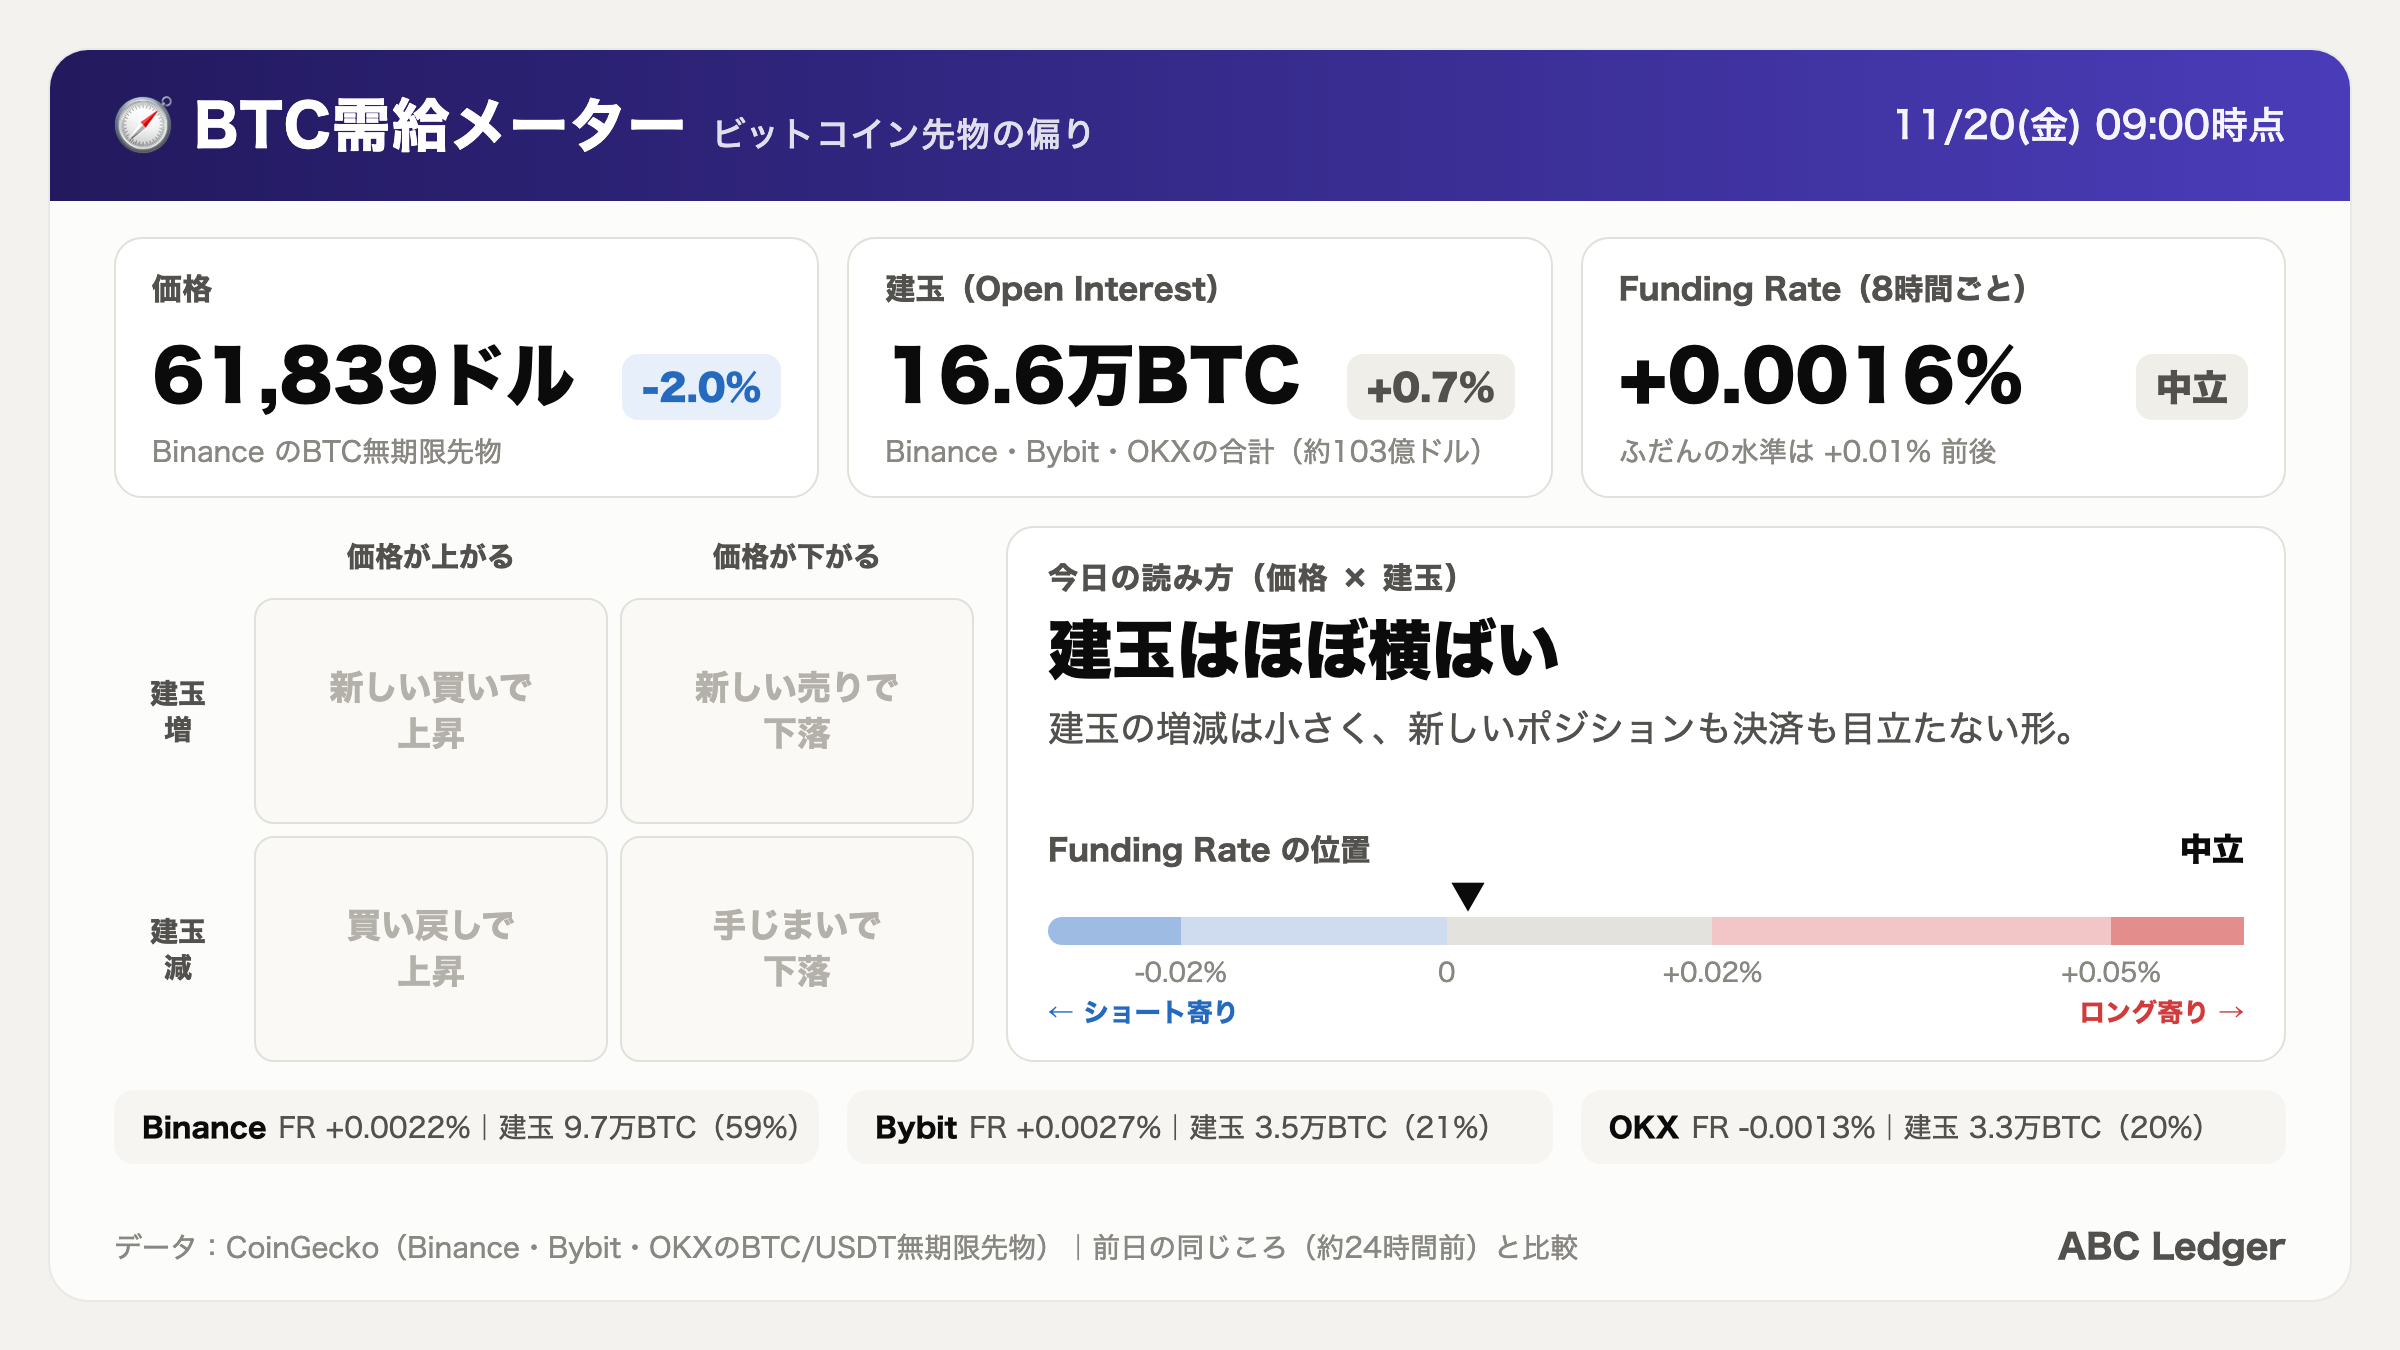 BTC需給メーター ビットコイン先物の偏り
11/20(金) 09:00時点
価格
61,839ドル
-2.0%
Binance のBTC無期限先物
建玉（Open Interest）
16.6万BTC
+0.7%
Binance・Bybit・OKXの合計（約103億ドル）
Funding Rate（8時間ごと）
+0.0016%
中立
ふだんの水準は +0.01% 前後
価格が上がる
価格が下がる
建玉
増
新しい買いで
上昇
新しい売りで
下落
建玉
減
買い戻しで
上昇
手じまいで
下落
今日の読み方（価格 × 建玉）
建玉はほぼ横ばい
建玉の増減は小さく、新しいポジションも決済も目立たない形。
Funding Rate の位置
中立
-0.02%
0
+0.02%
+0.05%
← ショート寄り
ロング寄り →
Binance FR +0.0022%｜建玉 9.7万BTC（59%）
Bybit FR +0.0027%｜建玉 3.5万BTC（21%）
OKX FR -0.0013%｜建玉 3.3万BTC（20%）
データ：CoinGecko（Binance・Bybit・OKXのBTC/USDT無期限先物）｜前日の同じころ（約24時間前）と比較
ABC Ledger